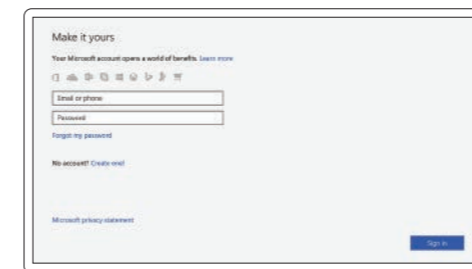 Make it yours
Your Microsoft account opens a world of benefits. Learn more
Email or phone
Password
Forgot my password
No account? Create one!
Microsoft privacy statement
Sign in